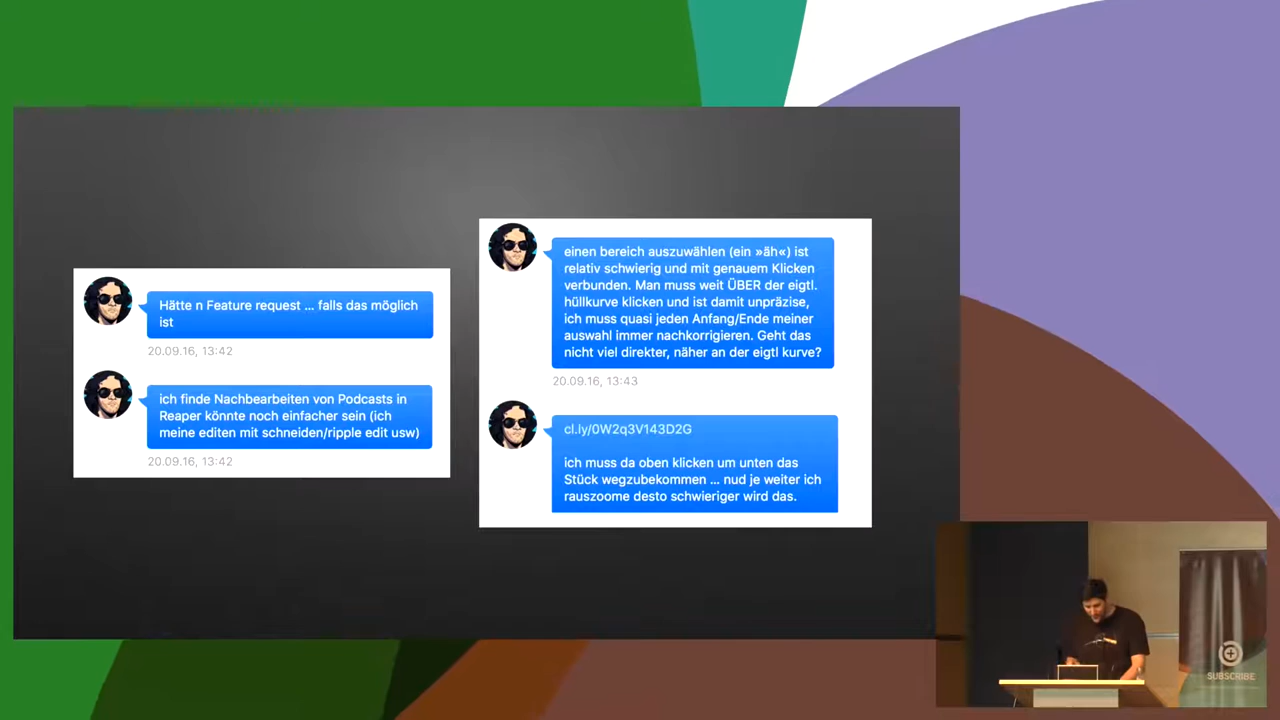 Hätte n Feature request ... falls das möglich
ist
20.09.16, 13:42
ich finde Nachbearbeiten von Podcasts in
Reaper könnte noch einfacher sein (ich
meine editen mit schneiden/ripple edit usw)
20.09.16, 13:42
einen bereich auszuwählen (ein »äh«) ist
relativ schwierig und mit genauem Klicken
verbunden. Man muss weit ÜBER der eigtl.
hüllkurve klicken und ist damit unpräzise,
ich muss quasi jeden Anfang/Ende meiner
auswahl immer nachkorrigieren. Geht das
nicht viel direkter, näher an der eigtl kurve?
20.09.16, 13:43
cl.ly/0W2q3V143D2G
ich muss da oben klicken um unten das
Stück wegzubekommen ... nud je weiter ich
rauszoome desto schwieriger wird das.
SUBSCRIBE